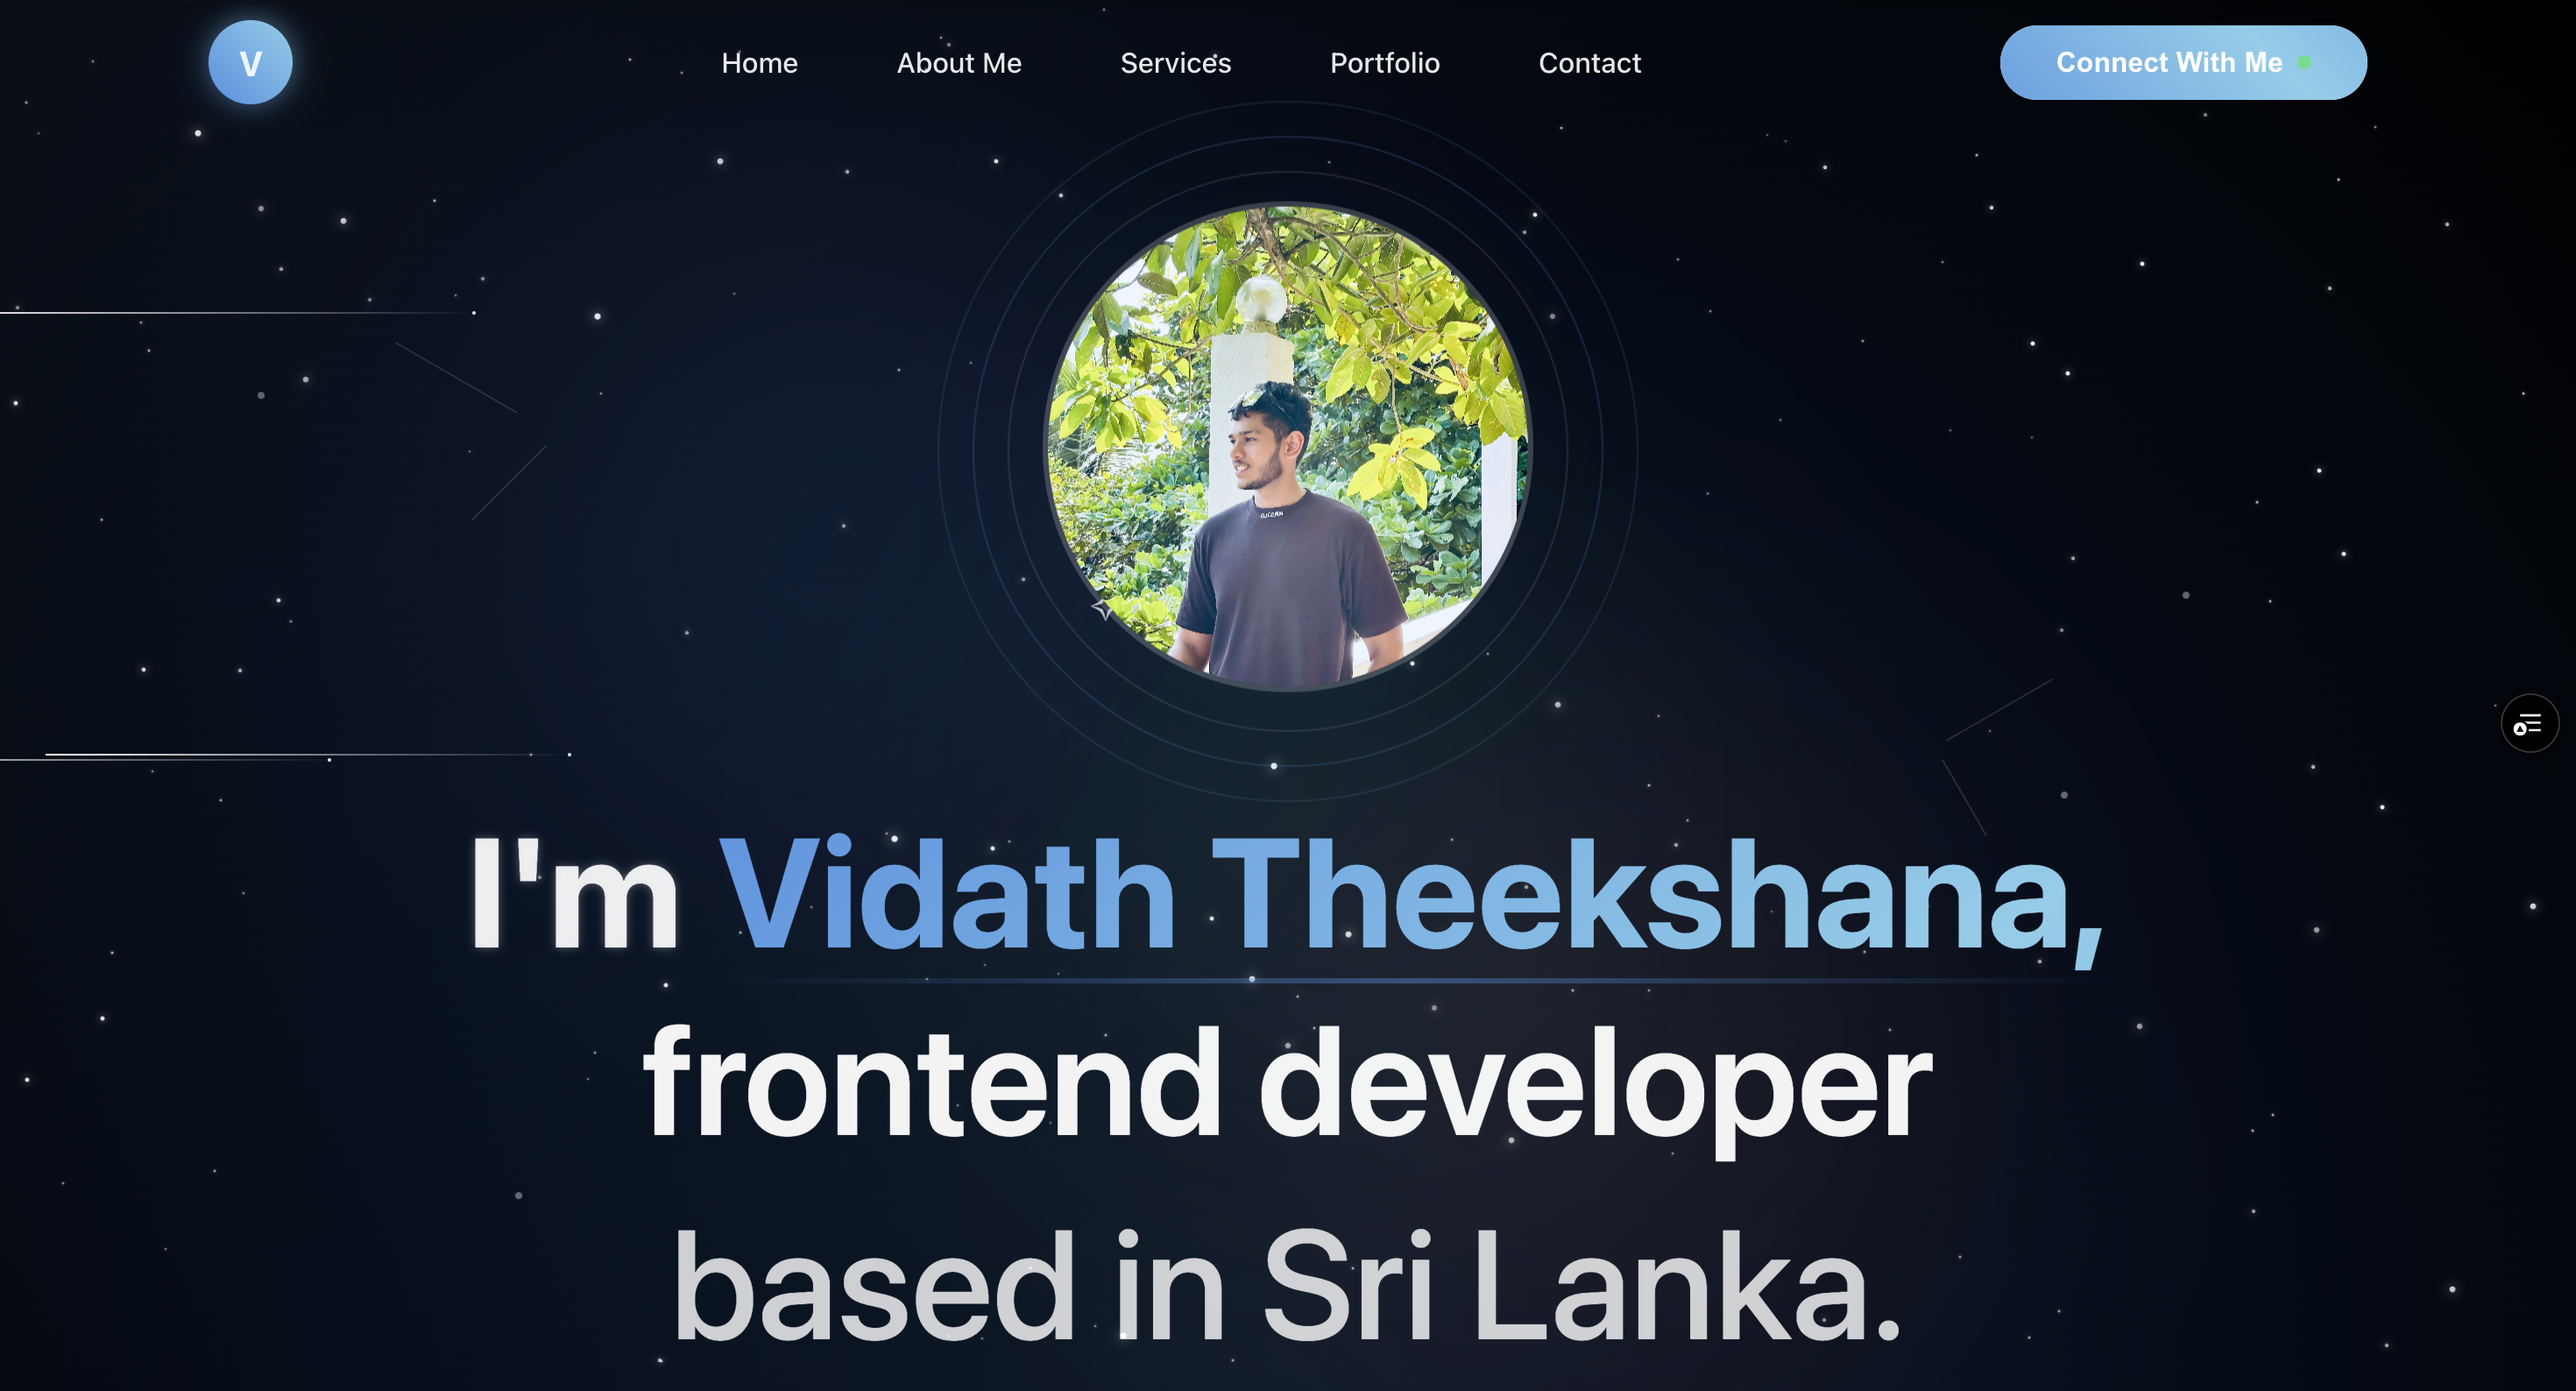 V
Home About Me Services Portfolio Contact
Connect With Me
I'm Vidath Theekshana,
frontend developer
based in Sri Lanka.